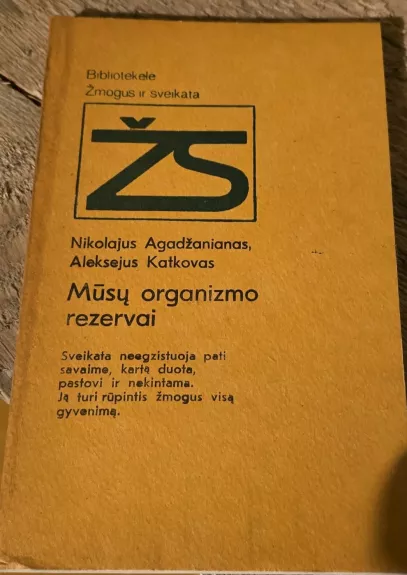 Bibliotekėlė
Žmogus ir sveikata
ŽS
Nikolajus Agadžanianas,
Aleksejus Katkovas
Mūsų organizmo
rezervai
Sveikata neegzistuoja pati
savaime, kartą duota,
pastovi ir nekintama.
Ją turi rūpintis žmogus visą
gyvenimą.